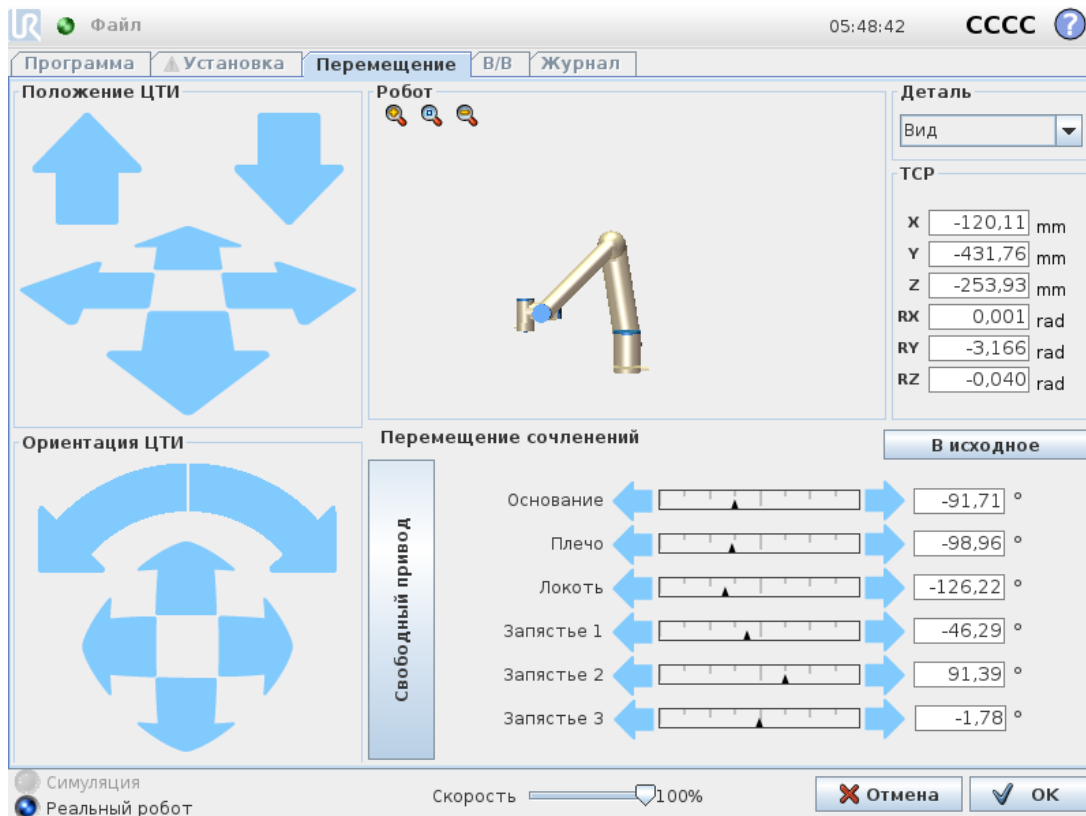 UR Файл 05:48:42 CCCC ?
Программа Установка Перемещение В/В Журнал
Положение ЦТИ
Робот
Деталь
Вид
TCP
X -120,11 mm
Y -431,76 mm
Z -253,93 mm
RX 0,001 rad
RY -3,166 rad
RZ -0,040 rad
Ориентация ЦТИ
Перемещение сочленений
В исходное
Свободный привод
Основание -91,71 °
Плечо -98,96 °
Локоть -126,22 °
Запястье 1 -46,29 °
Запястье 2 91,39 °
Запястье 3 -1,78 °
Симуляция
Реальный робот
Скорость 100%
Отмена
OK